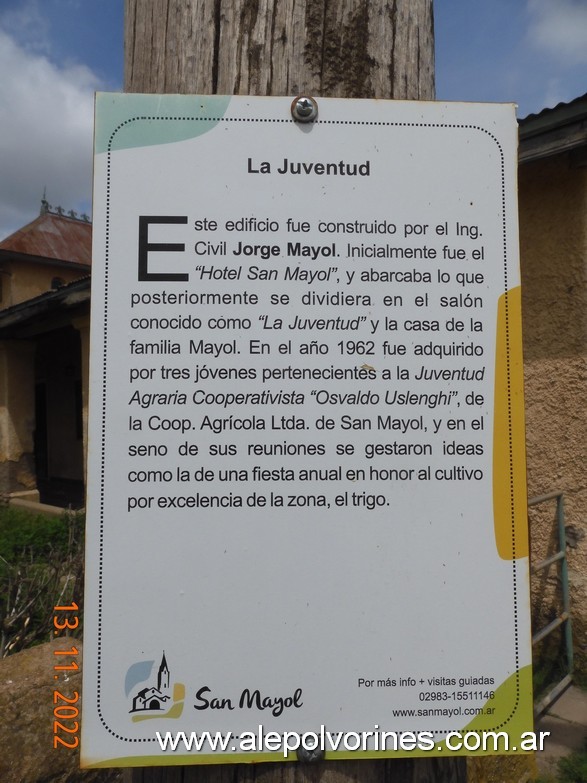 La Juventud
Este edificio fue construido por el Ing.
Civil Jorge Mayol. Inicialmente fue el
“Hotel San Mayol”, y abarcaba lo que
posteriormente se dividiera en el salón
conocido como “La Juventud” y la casa de la
familia Mayol. En el año 1962 fue adquirido
por tres jóvenes pertenecientes a la Juventud
Agraria Cooperativista “Osvaldo Uslenghi”, de
la Coop. Agrícola Ltda. de San Mayol, y en el
seno de sus reuniones se gestaron ideas
como la de una fiesta anual en honor al cultivo
por excelencia de la zona, el trigo.
San Mayol
Por más info + visitas guiadas
02983-15511146
www.sanmayol.com.ar
www.alepolvorines.com.ar
13 11 2022